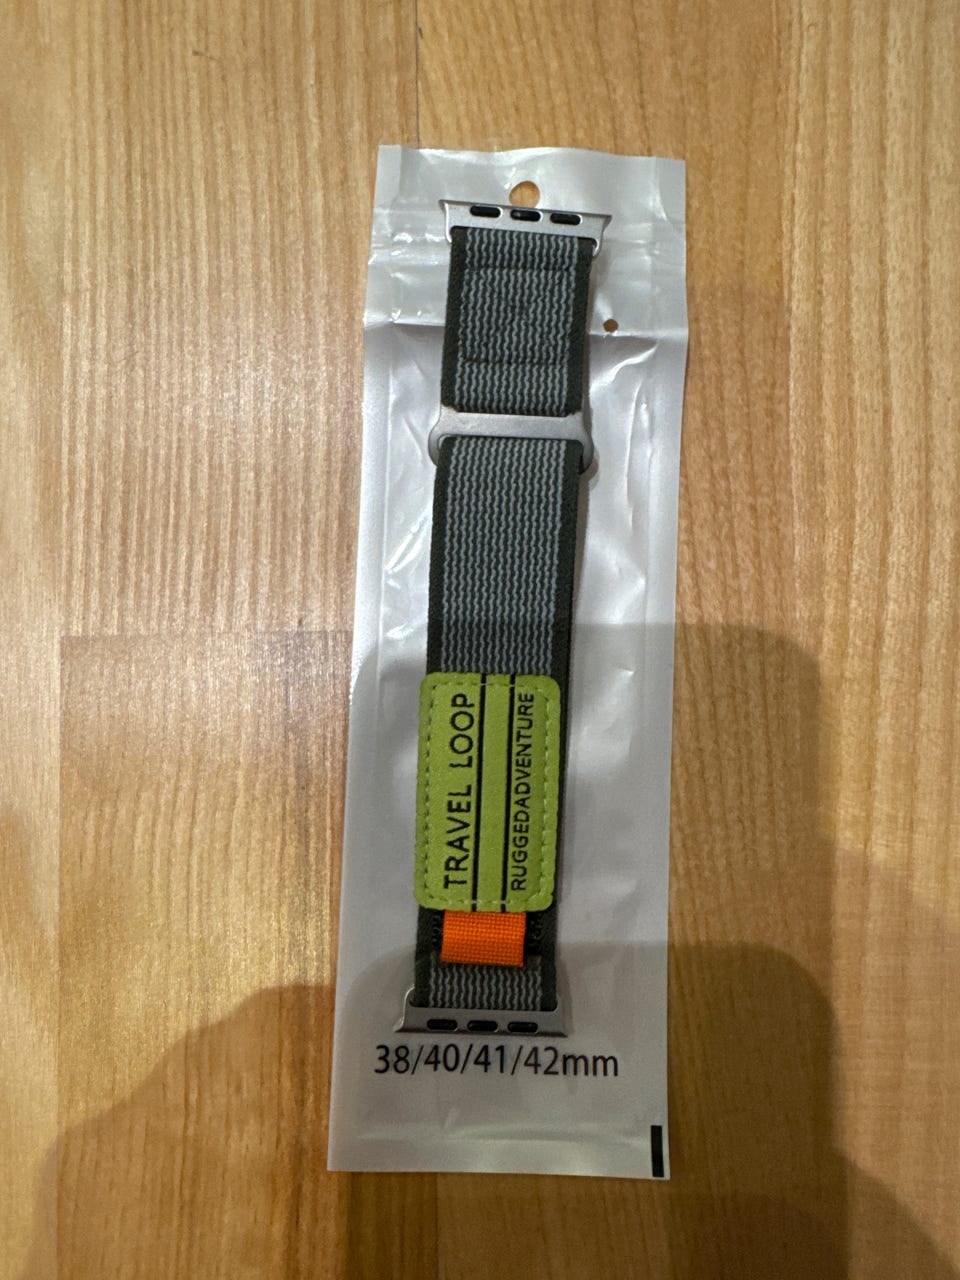 TRAVEL LOOP
RUGGEDADVENTURE
38/40/41/42mm